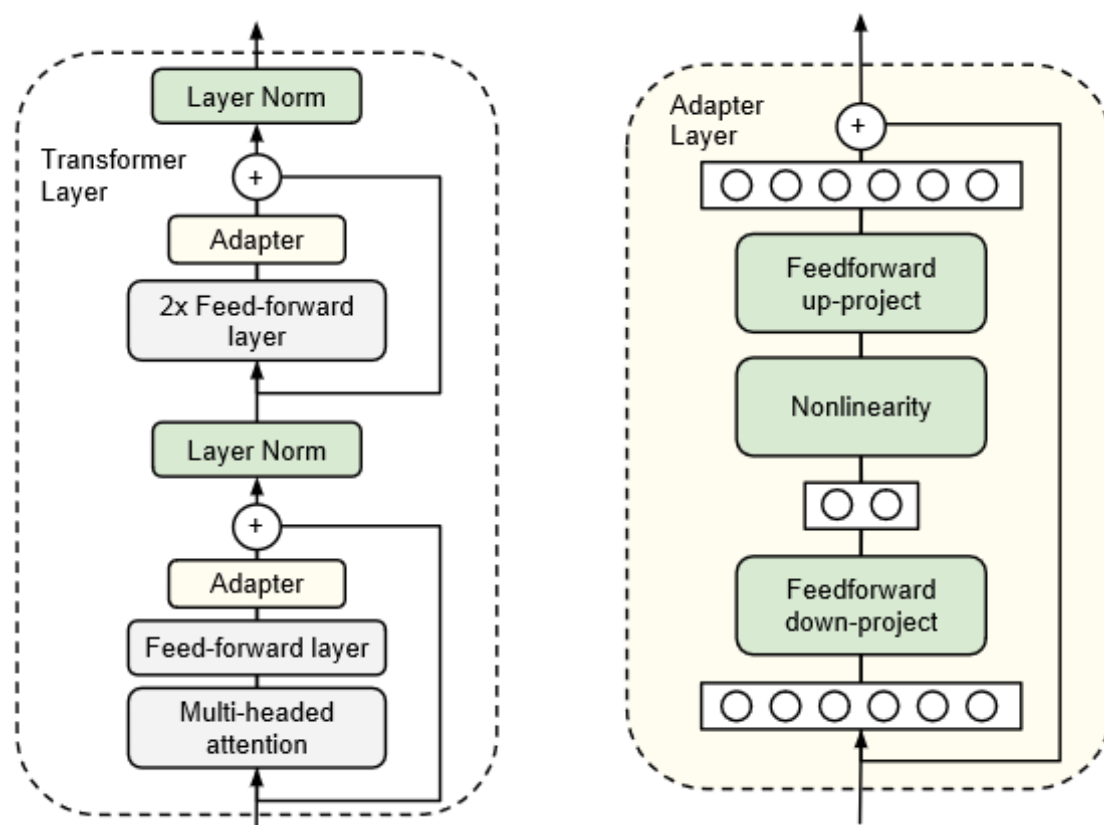 Layer Norm
Transformer
Layer
+
Adapter
2x Feed-forward
layer
Layer Norm
+
Adapter
Feed-forward layer
Multi-headed
attention
Adapter
Layer
+
Feedforward
up-project
Nonlinearity
Feedforward
down-project